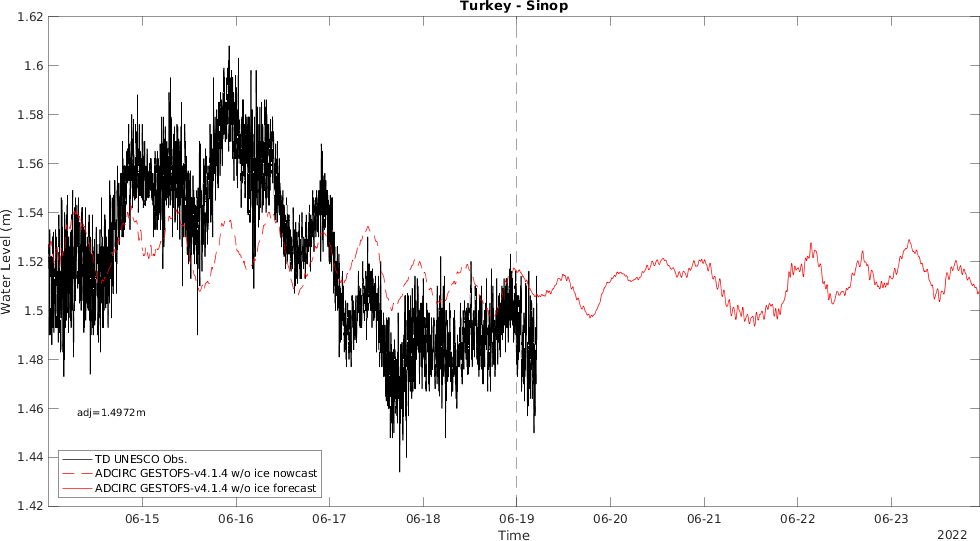 Turkey - Sinop
1.62
1.6
1.58
1.56
1.54
1.52
1.5
1.48
1.46
1.44
1.42
Water Level (m)
adj=1.4972m
TD UNESCO Obs.
ADCIRC GESTOFS-v4.1.4 w/o ice nowcast
ADCIRC GESTOFS-v4.1.4 w/o ice forecast
06-15 06-16 06-17 06-18 06-19 06-20 06-21 06-22 06-23
Time
2022